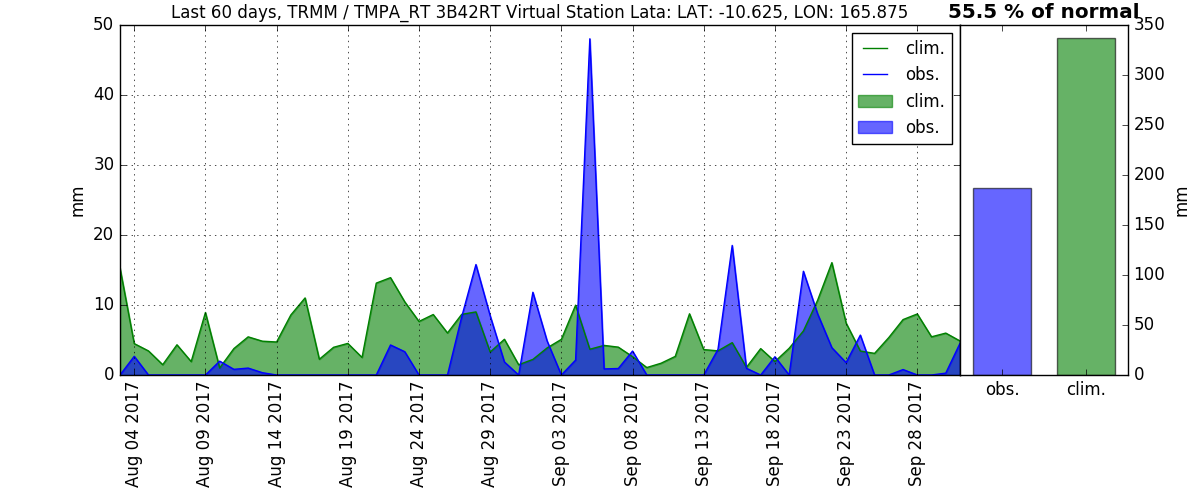 Last 60 days, TRMM / TMPA_RT 3B42RT Virtual Station Lata: LAT: -10.625, LON: 165.875
55.5 % of normal
50
40
30
20
10
0
mm
clim.
obs.
clim.
obs.
350
300
250
200
150
100
50
0
mm
obs.
clim.
Aug 04 2017
Aug 09 2017
Aug 14 2017
Aug 19 2017
Aug 24 2017
Aug 29 2017
Sep 03 2017
Sep 08 2017
Sep 13 2017
Sep 18 2017
Sep 23 2017
Sep 28 2017